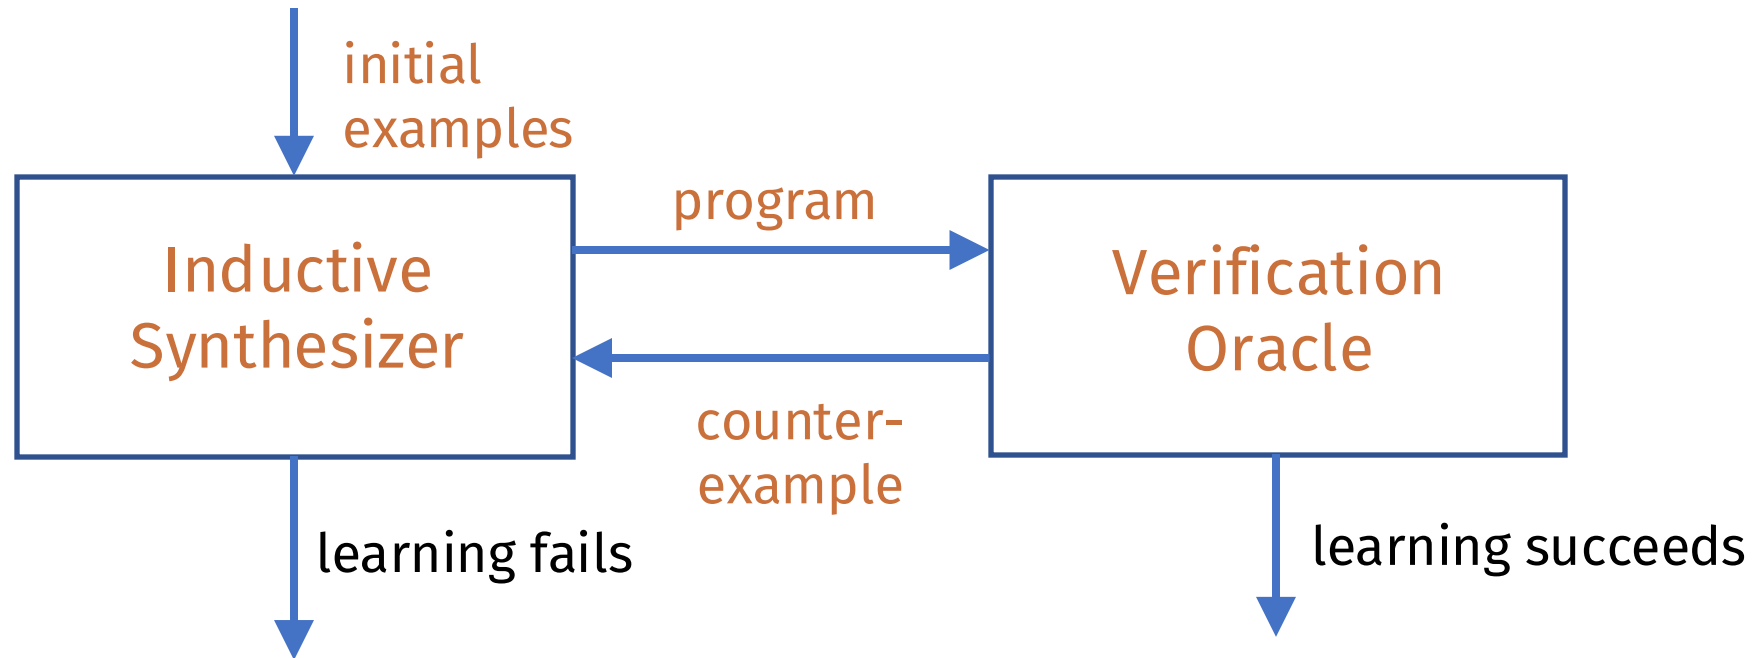 initial
examples
program
Inductive
Synthesizer
Verification
Oracle
counter-
example
learning fails
learning succeeds